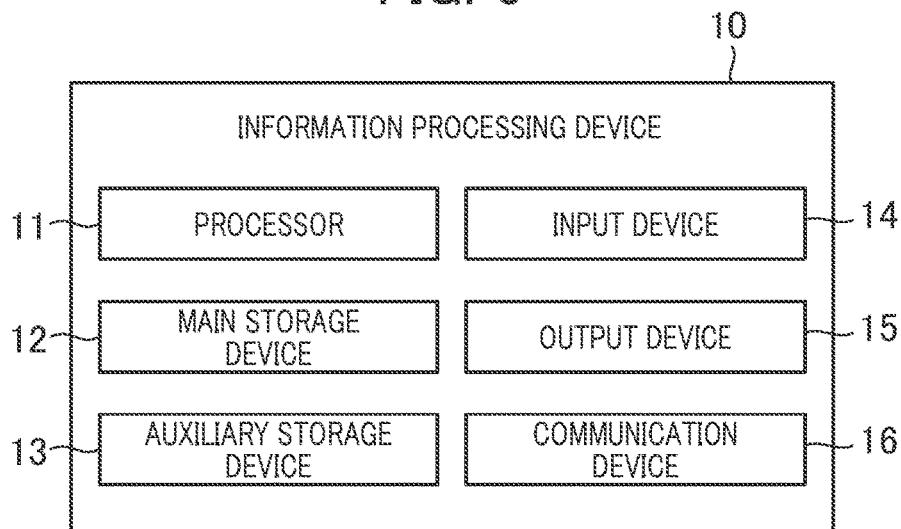 10
INFORMATION PROCESSING DEVICE
11
PROCESSOR
INPUT DEVICE
14
12
MAIN STORAGE
DEVICE
OUTPUT DEVICE
15
13
AUXILIARY STORAGE
DEVICE
COMMUNICATION
DEVICE
16